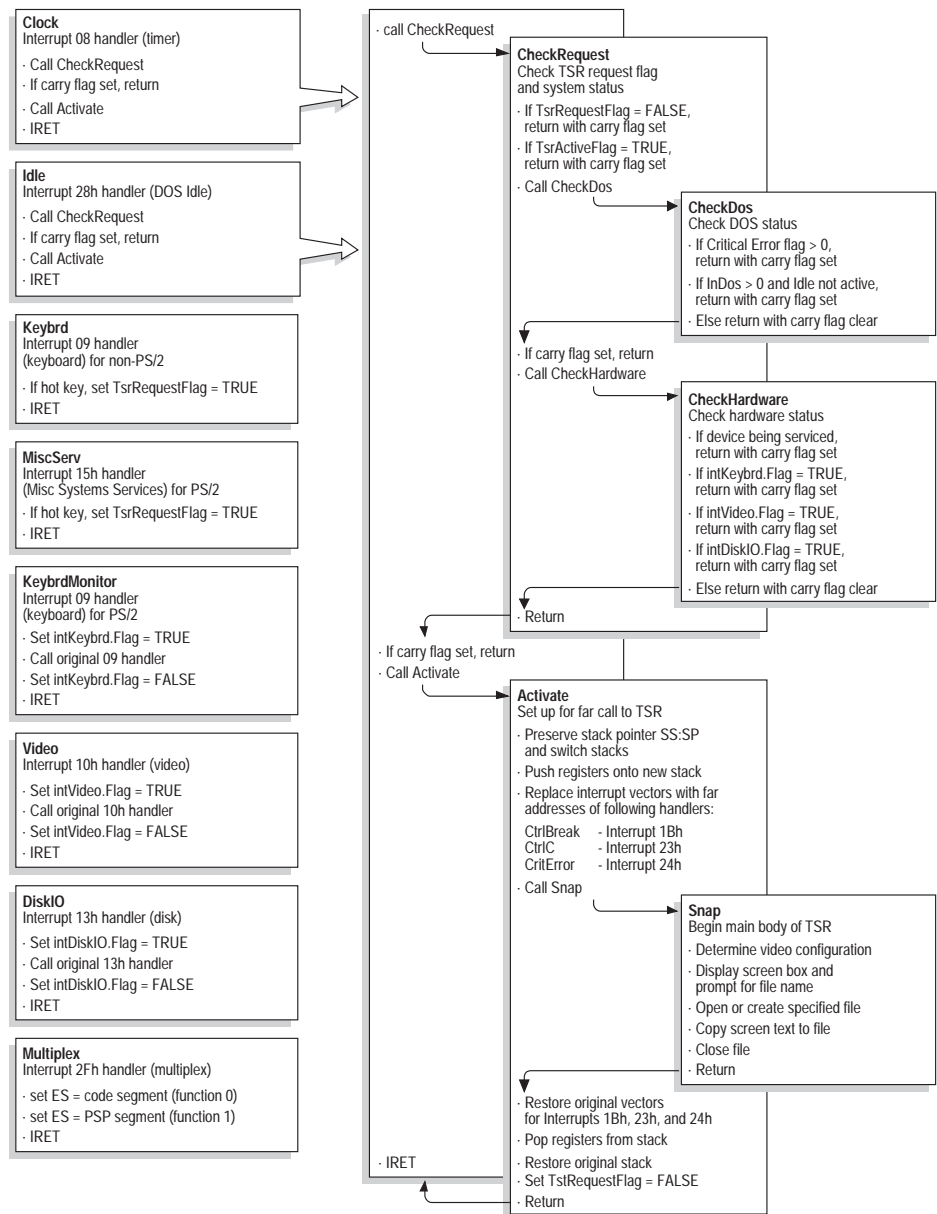 Clock
Interrupt 08 handler (timer)
· Call CheckRequest
· If carry flag set, return
· Call Activate
· IRET
Idle
Interrupt 28h handler (DOS Idle)
· Call CheckRequest
· If carry flag set, return
· Call Activate
· IRET
Keybrd
Interrupt 09 handler
(keyboard) for non-PS/2
· If hot key, set TsrRequestFlag = TRUE
· IRET
MiscServ
Interrupt 15h handler
(Misc Systems Services) for PS/2
· If hot key, set TsrRequestFlag = TRUE
· IRET
KeybrdMonitor
Interrupt 09 handler
(keyboard) for PS/2
· Set intKeybrd.Flag = TRUE
· Call original 09 handler
· Set intKeybrd.Flag = FALSE
· IRET
Video
Interrupt 10h handler (video)
· Set intVideo.Flag = TRUE
· Call original 10h handler
· Set intVideo.Flag = FALSE
· IRET
DiskIO
Interrupt 13h handler (disk)
· Set intDiskIO.Flag = TRUE
· Call original 13h handler
· Set intDiskIO.Flag = FALSE
· IRET
Multiplex
Interrupt 2Fh handler (multiplex)
· set ES = code segment (function 0)
· set ES = PSP segment (function 1)
· IRET
· call CheckRequest
CheckRequest
Check TSR request flag
and system status
· If TsrRequestFlag = FALSE,
return with carry flag set
· If TsrActiveFlag = TRUE,
return with carry flag set
· Call CheckDos
CheckDos
Check DOS status
· If Critical Error flag > 0,
return with carry flag set
· If InDos > 0 and Idle not active,
return with carry flag set
· Else return with carry flag clear
· If carry flag set, return
· Call CheckHardware
CheckHardware
Check hardware status
· If device being serviced,
return with carry flag set
· If intKeybrd.Flag = TRUE,
return with carry flag set
· If intVideo.Flag = TRUE,
return with carry flag set
· If intDiskIO.Flag = TRUE,
return with carry flag set
· Else return with carry flag clear
· Return
· If carry flag set, return
· Call Activate
Activate
Set up for far call to TSR
· Preserve stack pointer SS:SP
and switch stacks
· Push registers onto new stack
· Replace interrupt vectors with far
addresses of following handlers:
CtrlBreak - Interrupt 1Bh
CtrlC - Interrupt 23h
CritError - Interrupt 24h
· Call Snap
Snap
Begin main body of TSR
· Determine video configuration
· Display screen box and
prompt for file name
· Open or create specified file
· Copy screen text to file
· Close file
· Return
· Restore original vectors
for Interrupts 1Bh, 23h, and 24h
· Pop registers from stack
· Restore original stack
· Set TstRequestFlag = FALSE
· Return
· IRET